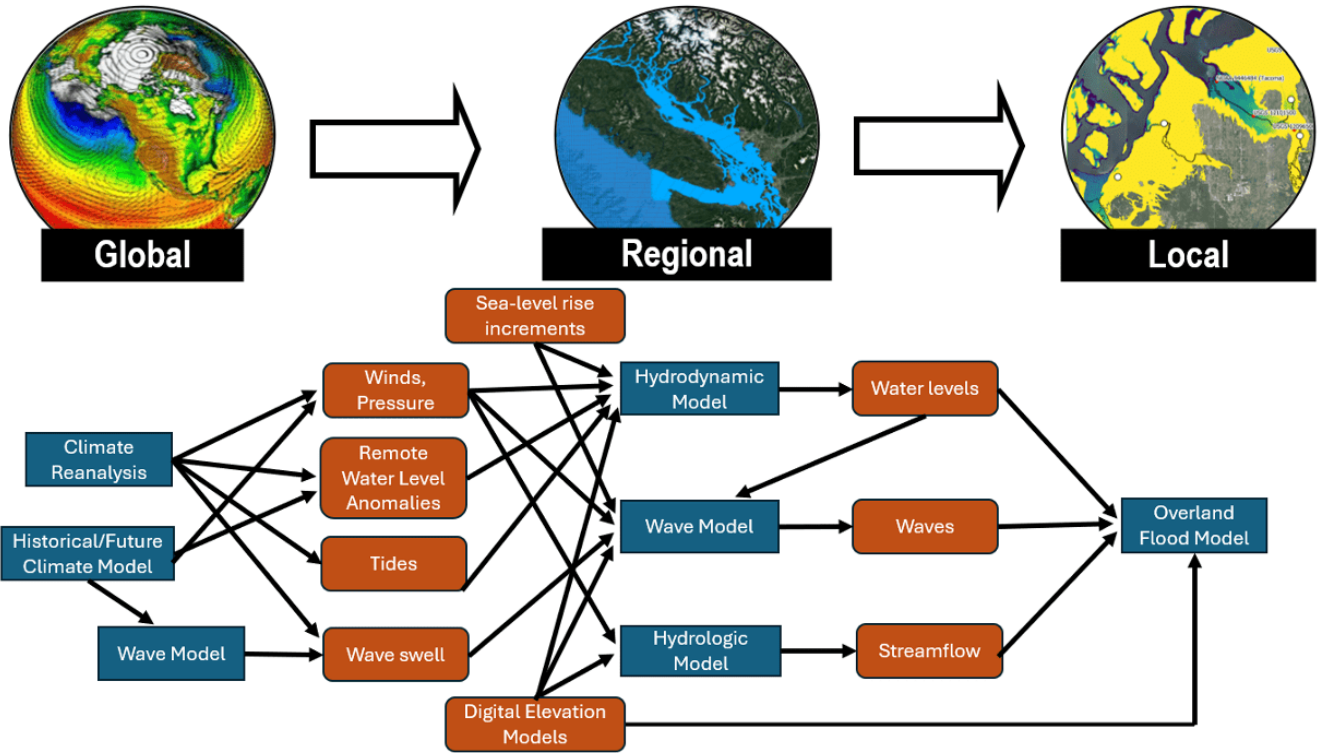 Global
Regional
Local
Sea-level rise
increments
Winds,
Pressure
Hydrodynamic
Model
Water levels
Climate
Reanalysis
Remote
Water Level
Anomalies
Historical/Future
Climate Model
Wave Model
Waves
Overland
Flood Model
Tides
Wave Model
Wave swell
Hydrologic
Model
Streamflow
Digital Elevation
Models